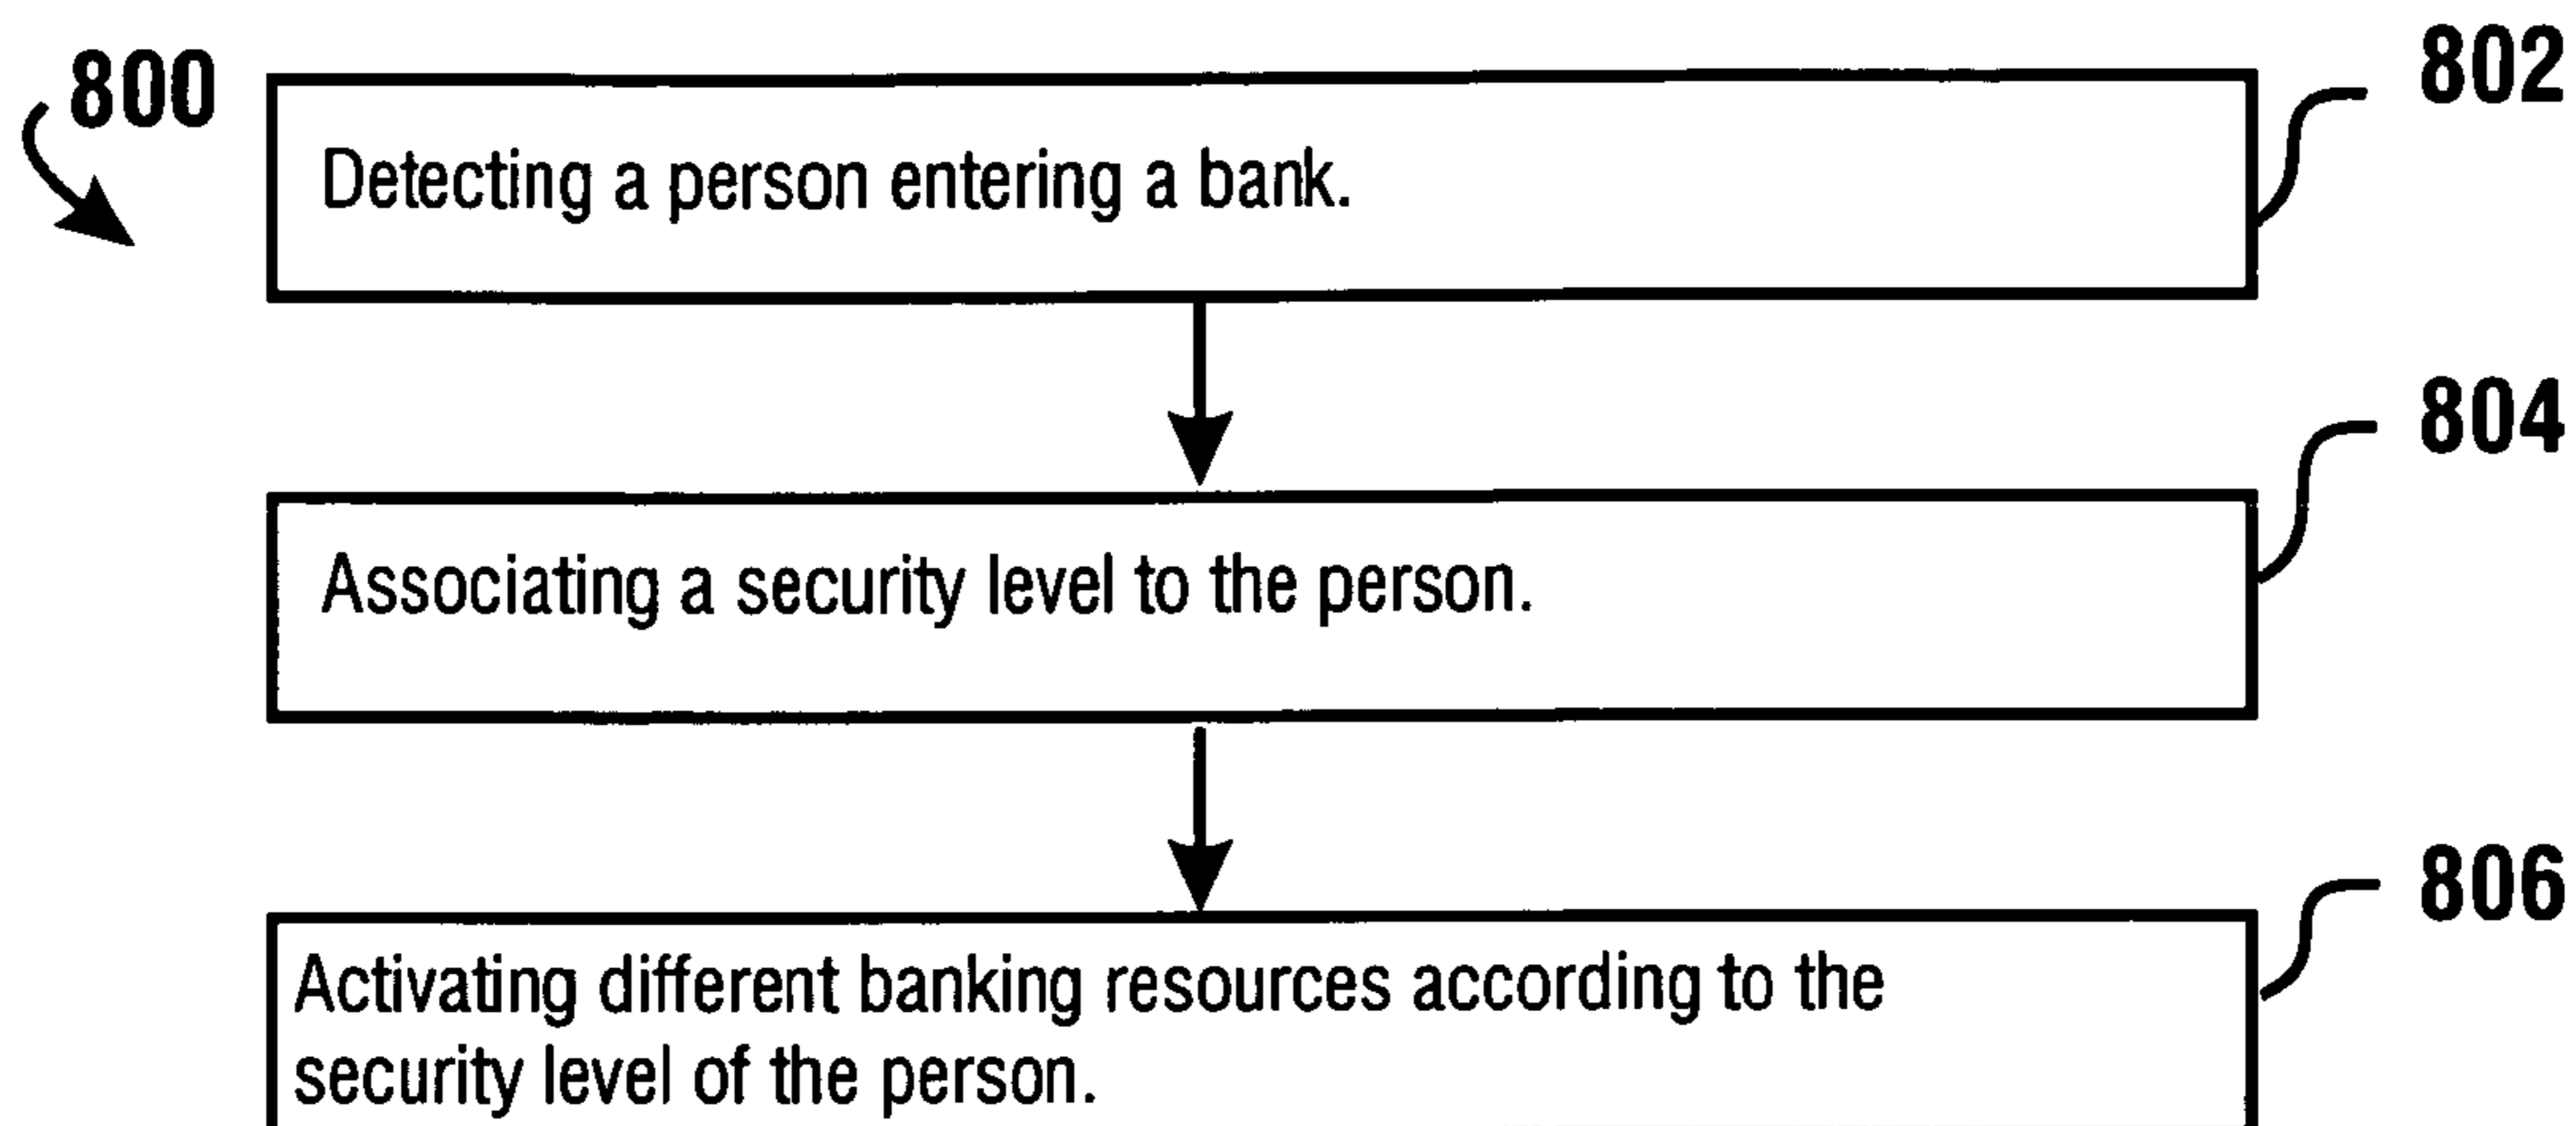 800
802
Detecting a person entering a bank.
804
Associating a security level to the person.
806
Activating different banking resources according to the
security level of the person.